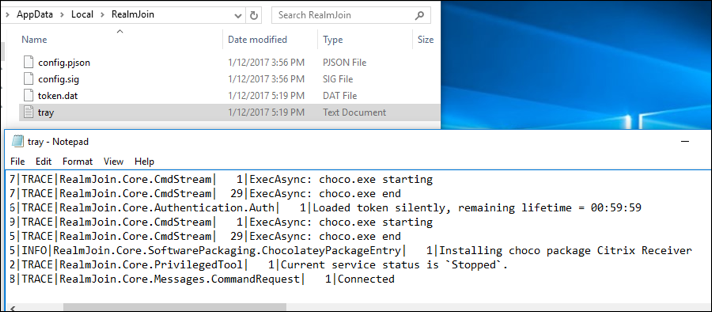 AppData > Local > RealmJoin
Search RealmJoin
Name Date modified Type Size
config.pjson 1/12/2017 3:56 PM PJSON File
config.sig 1/12/2017 3:56 PM SIG File
token.dat 1/12/2017 5:19 PM DAT File
tray 1/12/2017 5:19 PM Text Document
tray - Notepad
File Edit Format View Help
7|TRACE|RealmJoin.Core.CmdStream| 1|ExecAsync: choco.exe starting
7|TRACE|RealmJoin.Core.CmdStream| 29|ExecAsync: choco.exe end
6|TRACE|RealmJoin.Core.Authentication.Auth| 1|Loaded token silently, remaining lifetime = 00:59:59
9|TRACE|RealmJoin.Core.CmdStream| 1|ExecAsync: choco.exe starting
5|TRACE|RealmJoin.Core.CmdStream| 29|ExecAsync: choco.exe end
5|INFO|RealmJoin.Core.SoftwarePackaging.ChocolateyPackageEntry| 1|Installing choco package Citrix Receiver
2|TRACE|RealmJoin.Core.PrivilegedTool| 1|Current service status is `Stopped`.
8|TRACE|RealmJoin.Core.Messages.CommandRequest| 1|Connected